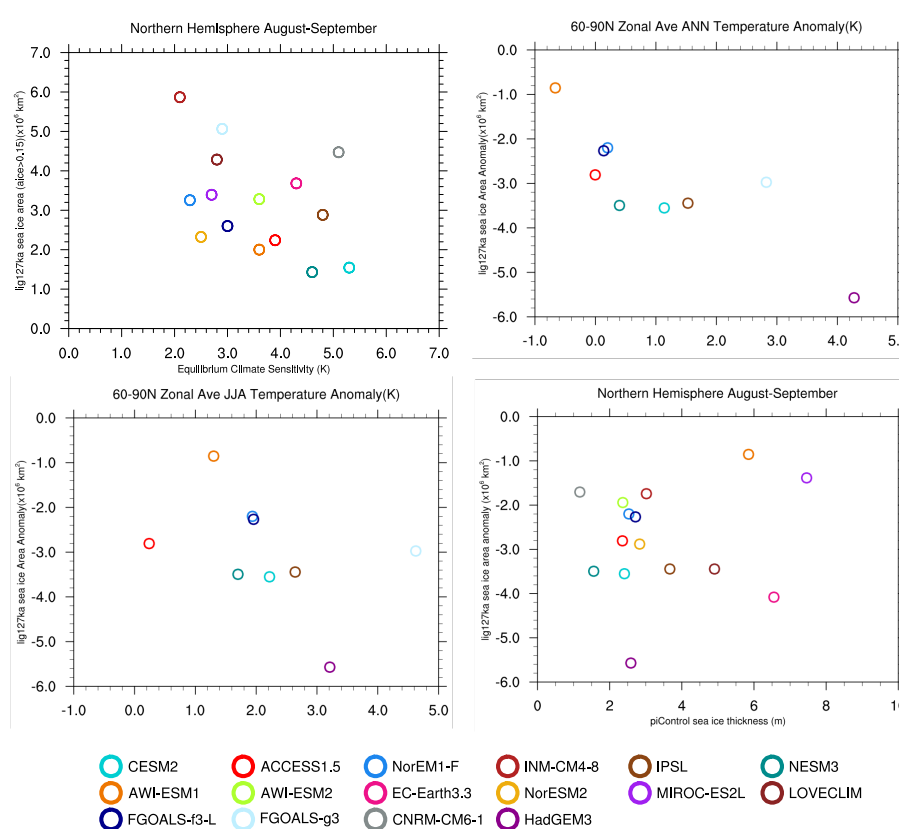 Northern Hemisphere August-September
lig127ka sea ice area (aice>0.15)(x10⁶ km²)
7.0
6.0
5.0
4.0
3.0
2.0
1.0
0.0
0.0 1.0 2.0 3.0 4.0 5.0 6.0 7.0
Equilibrium Climate Sensitivity (K)
60-90N Zonal Ave ANN Temperature Anomaly(K)
lig127ka sea ice Area Anomaly(x10⁶ km²)
0.0
-1.0
-2.0
-3.0
-4.0
-5.0
-6.0
-1.0 0.0 1.0 2.0 3.0 4.0 5.
60-90N Zonal Ave JJA Temperature Anomaly(K)
lig127ka sea ice Area Anomaly(x10⁶ km²)
0.0
-1.0
-2.0
-3.0
-4.0
-5.0
-6.0
-1.0 0.0 1.0 2.0 3.0 4.0 5.0
Northern Hemisphere August-September
lig127ka sea ice area anomaly(x10⁶ km²)
0.0
-1.0
-2.0
-3.0
-4.0
-5.0
-6.0
0 2 4 6 8 10
piControl sea ice thickness (m)
CESM2 ACCESS1.5 NorEM1-F INM-CM4-8 IPSL NESM3
AWI-ESM1 AWI-ESM2 EC-Earth3.3 NorESM2 MIROC-ES2L LOVECLIM
FGOALS-f3-L FGOALS-g3 CNRM-CM6-1 HadGEM3